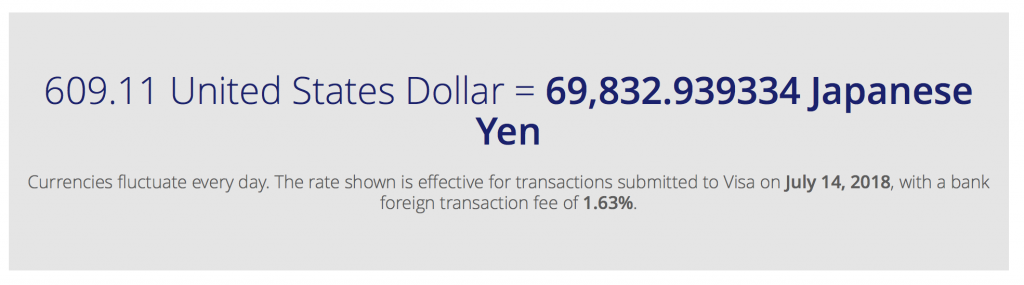 609.11 United States Dollar = 69,832.939334 Japanese
Yen
Currencies fluctuate every day. The rate shown is effective for transactions submitted to Visa on July 14, 2018, with a bank
foreign transaction fee of 1.63%.